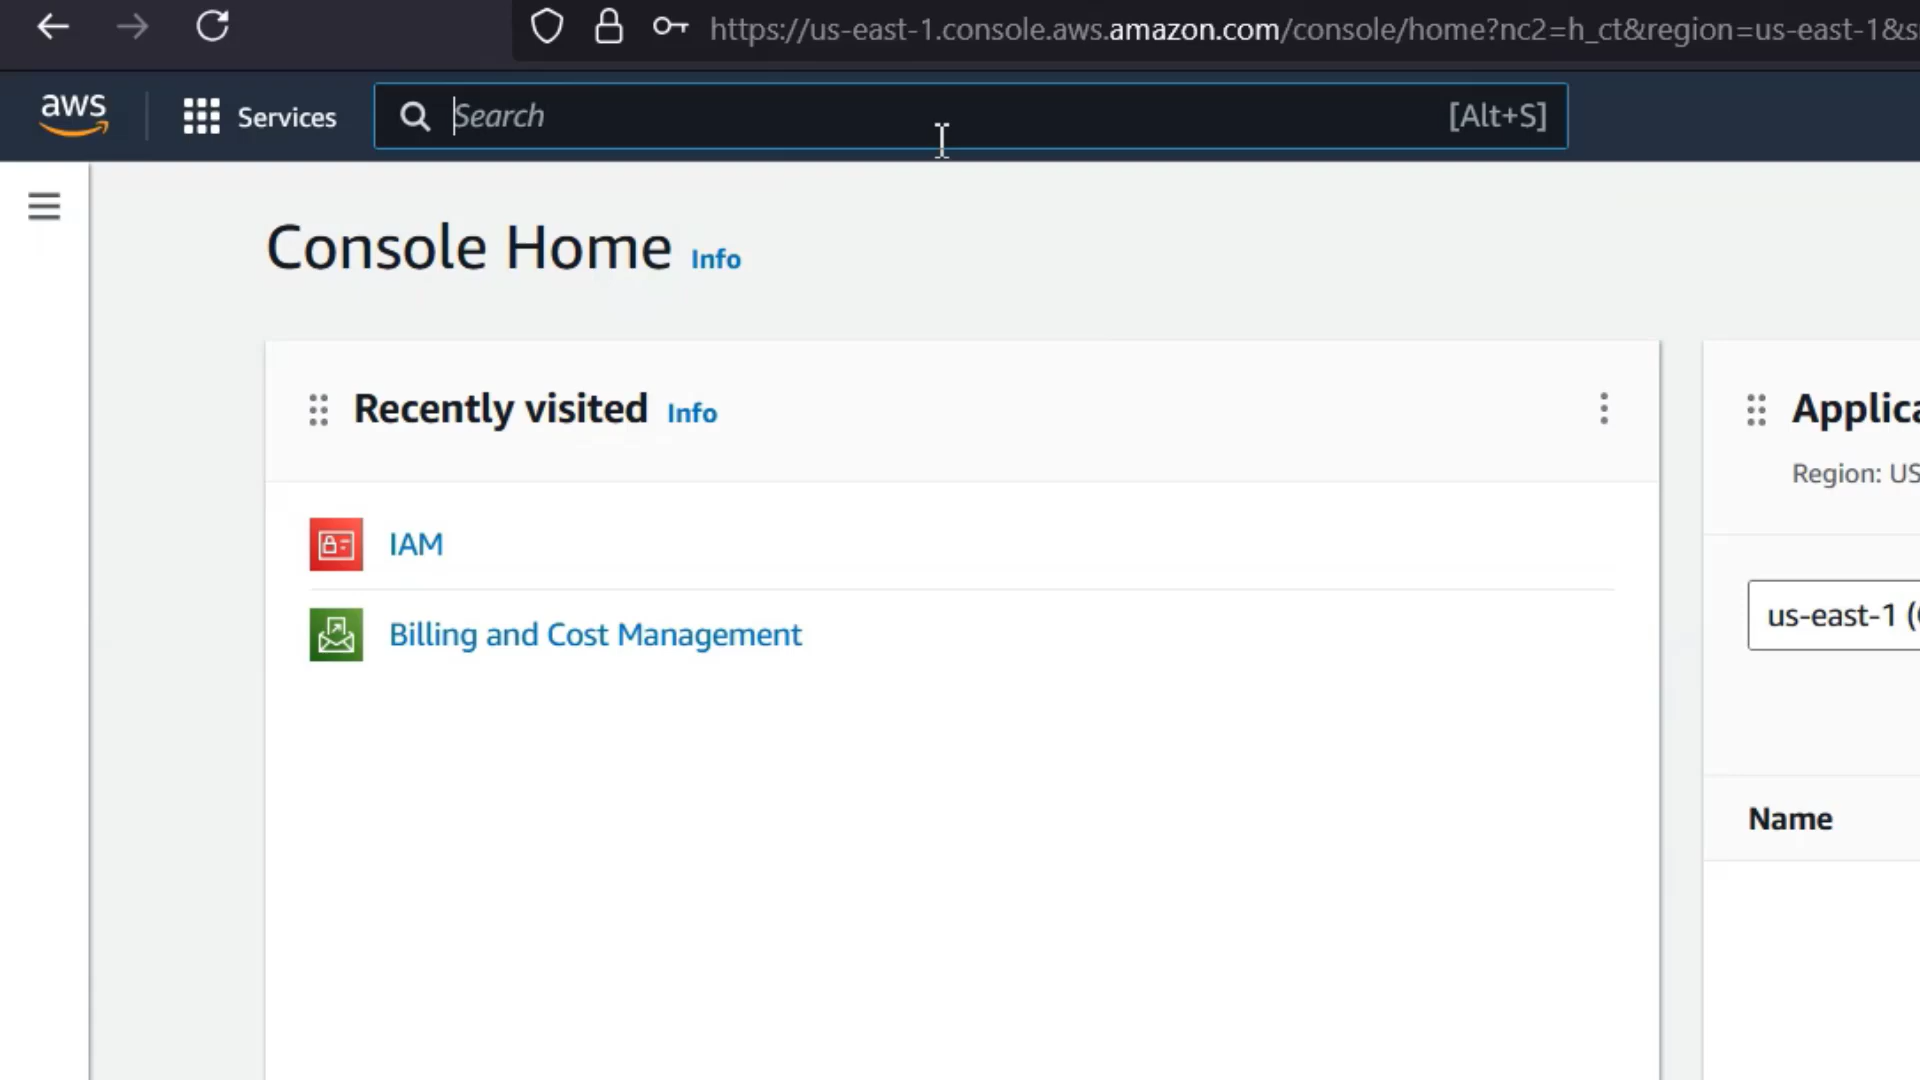 https://us-east-1.console.aws.amazon.com/console/home?nc2=h_ct&region=us-east-1&s
aws
Services
Search
[Alt+S]
Console Home Info
Recently visited Info
IAM
Billing and Cost Management
Applica
Region: US
us-east-1 (
Name